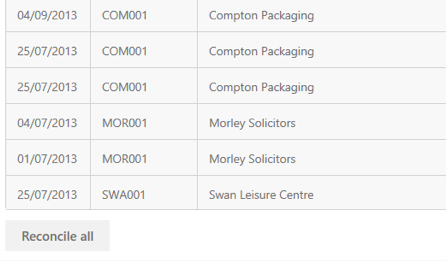 04/09/2013 COM001 Compton Packaging
25/07/2013 COM001 Compton Packaging
25/07/2013 COM001 Compton Packaging
04/07/2013 MOR001 Morley Solicitors
01/07/2013 MOR001 Morley Solicitors
25/07/2013 SWA001 Swan Leisure Centre
Reconcile all